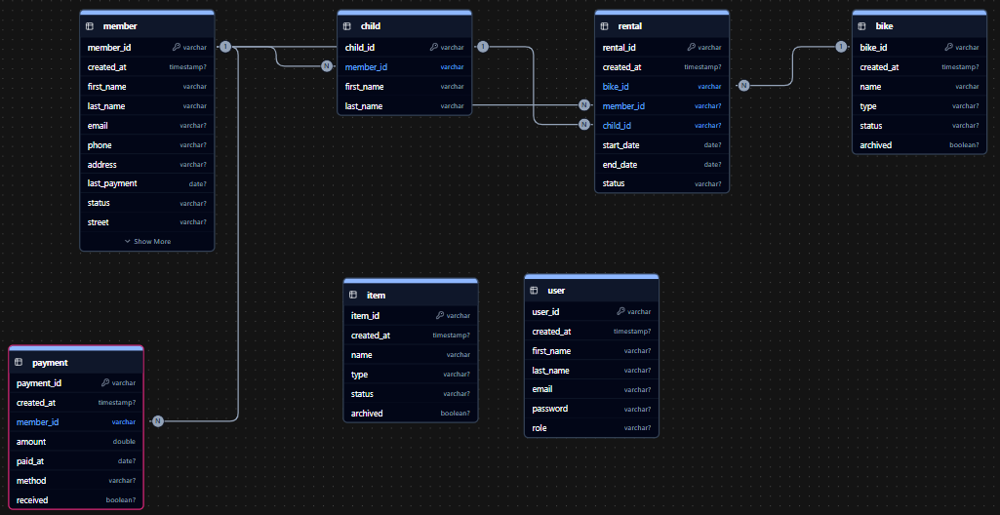 member
member_id varchar
created_at timestamp?
first_name varchar
last_name varchar
email varchar?
phone varchar?
address varchar?
last_payment date?
status varchar?
street varchar?
Show More
1
N
child
child_id varchar
member_id varchar
first_name varchar
last_name varchar
1
N
N
rental
rental_id varchar
created_at timestamp?
bike_id varchar
member_id varchar?
child_id varchar?
start_date date?
end_date date?
status varchar?
N
1
bike
bike_id varchar
created_at timestamp?
name varchar
type varchar?
status varchar?
archived boolean?
item
item_id varchar
created_at timestamp?
name varchar
type varchar?
status varchar?
archived boolean?
user
user_id varchar
created_at timestamp?
first_name varchar?
last_name varchar?
email varchar?
password varchar?
role varchar?
payment
payment_id varchar
created_at timestamp?
member_id varchar
amount double
paid_at date?
method varchar?
received boolean?
N